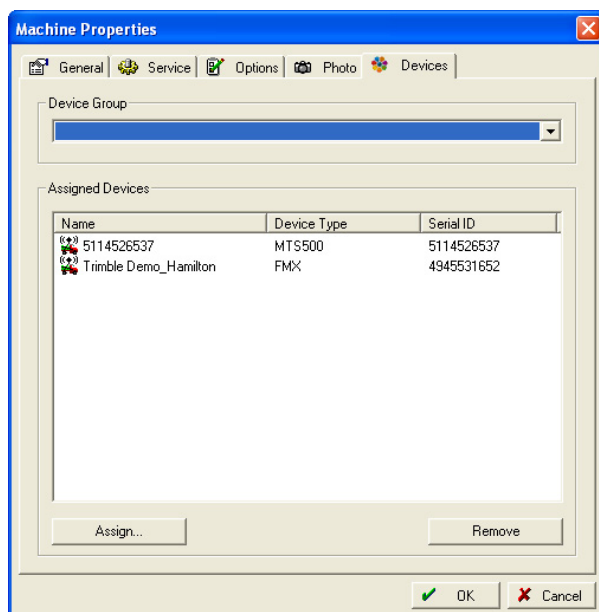 Machine Properties
General Service Options Photo Devices
Device Group
Assigned Devices
Name Device Type Serial ID
5114526537 MTS500 5114526537
Trimble Demo_Hamilton FMX 4945531652
Assign... Remove
OK Cancel